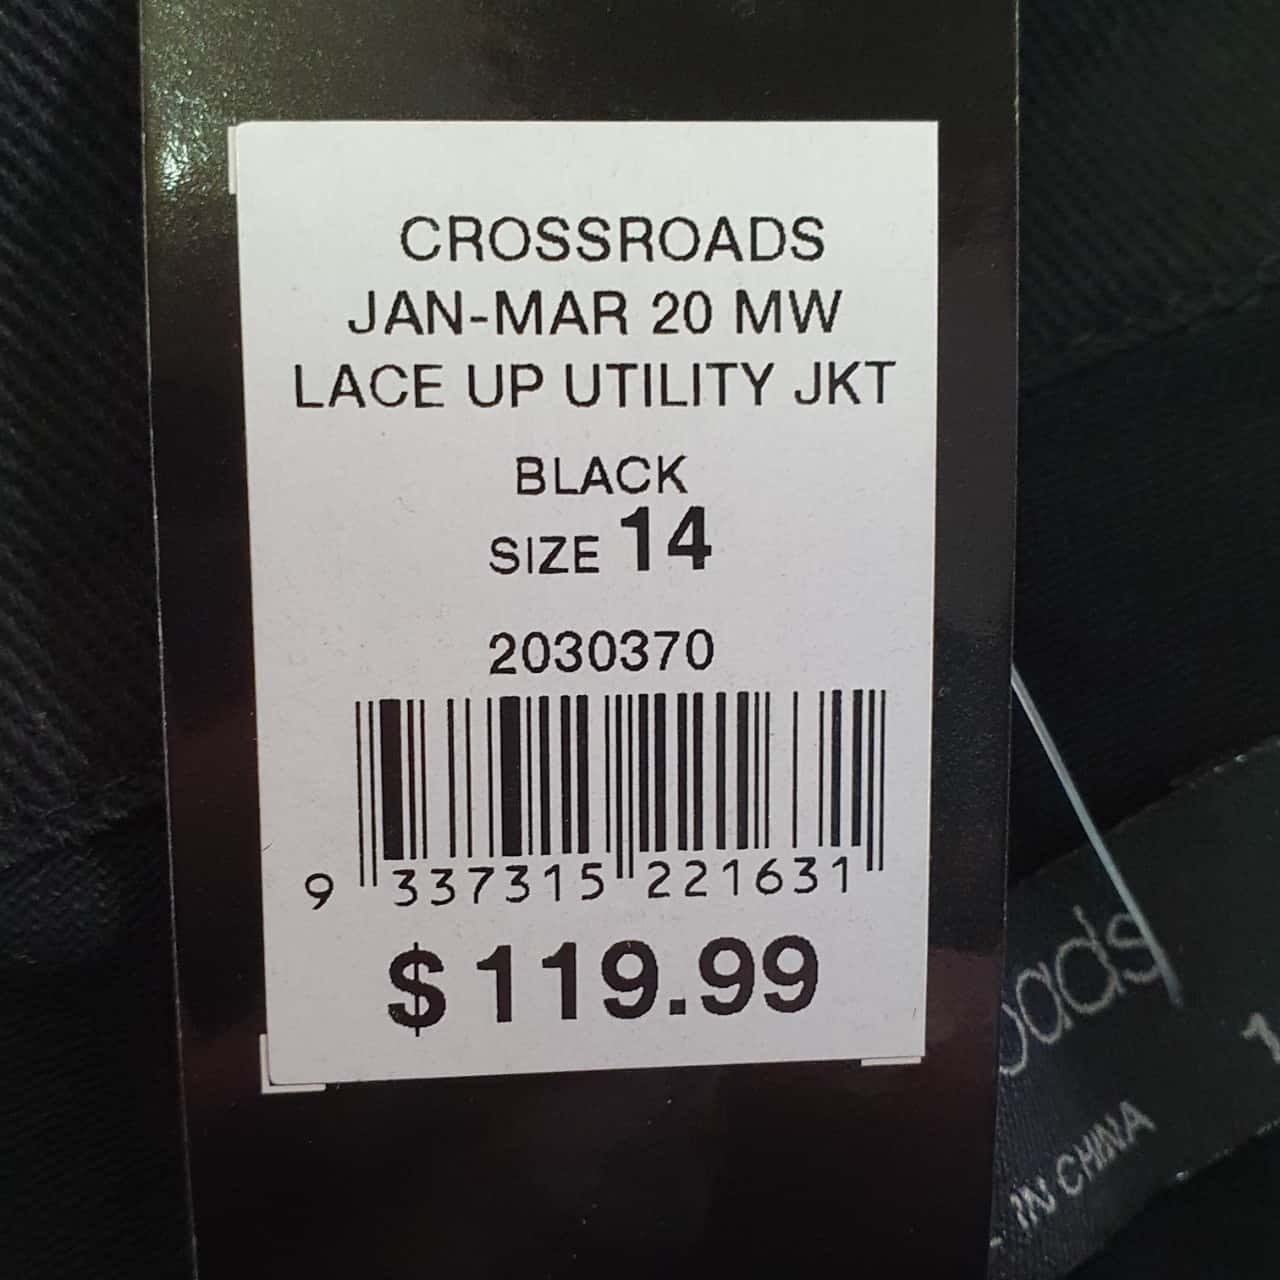 CROSSROADS
JAN-MAR 20 MW
LACE UP UTILITY JKT
BLACK
SIZE 14
2030370
9 337315 221631
$119.99
oads
IN CHINA